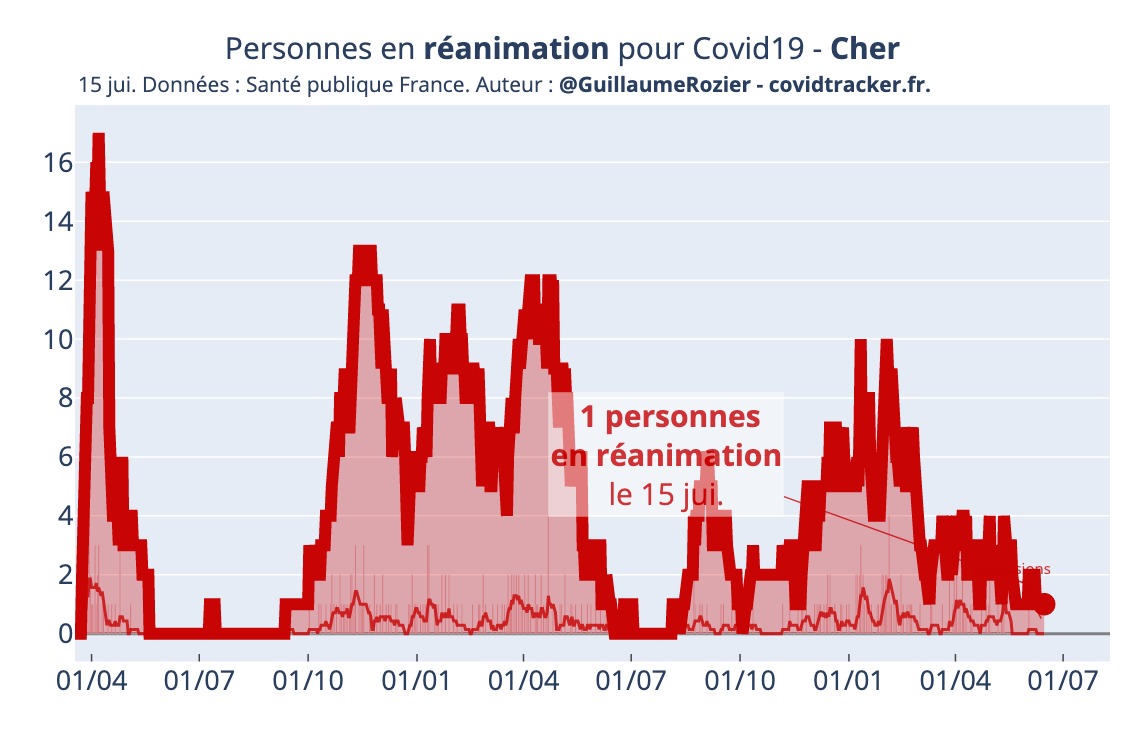 Personnes en réanimation pour Covid19 - Cher
15 jui. Données : Santé publique France. Auteur : @GuillaumeRozier - covidtracker.fr.
16
14
12
10
8
6
4
2
0
1 personnes
en réanimation
le 15 jui.
01/04 01/07 01/10 01/01 01/04 01/07 01/10 01/01 01/04 01/07